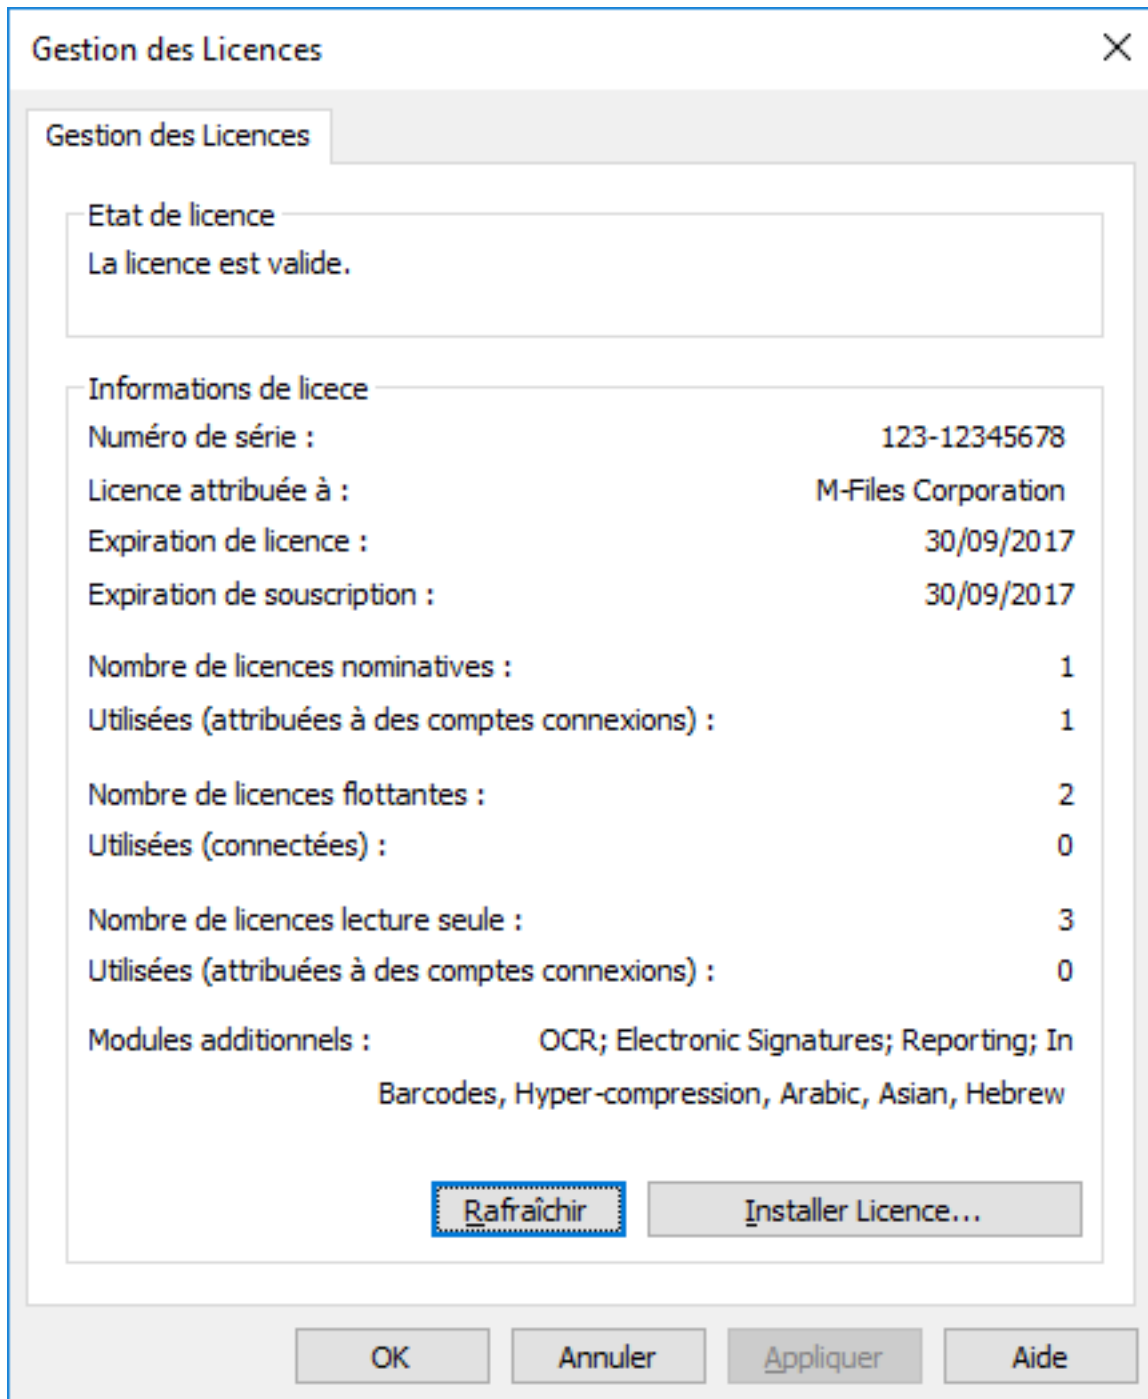 Gestion des Licences
Gestion des Licences
Etat de licence
La licence est valide.
Informations de licece
Numéro de série : 123-12345678
Licence attribuée à : M-Files Corporation
Expiration de licence : 30/09/2017
Expiration de souscription : 30/09/2017
Nombre de licences nominatives : 1
Utilisées (attribuées à des comptes connexions) : 1
Nombre de licences flottantes : 2
Utilisées (connectées) : 0
Nombre de licences lecture seule : 3
Utilisées (attribuées à des comptes connexions) : 0
Modules additionnels : OCR; Electronic Signatures; Reporting; In
Barcodes, Hyper-compression, Arabic, Asian, Hebrew
Rafraîchir Installer Licence...
OK Annuler Appliquer Aide